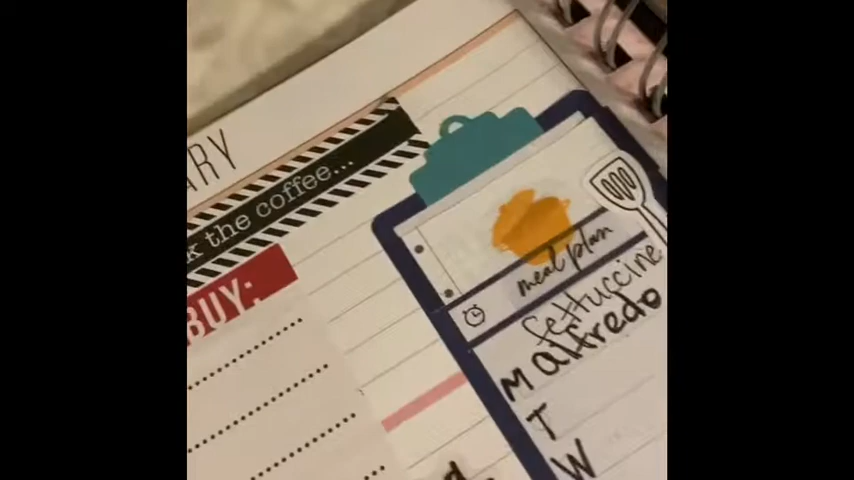 ARY
k the coffee...
BUY:
meal plan
fettuccine
M alfredo
T
W